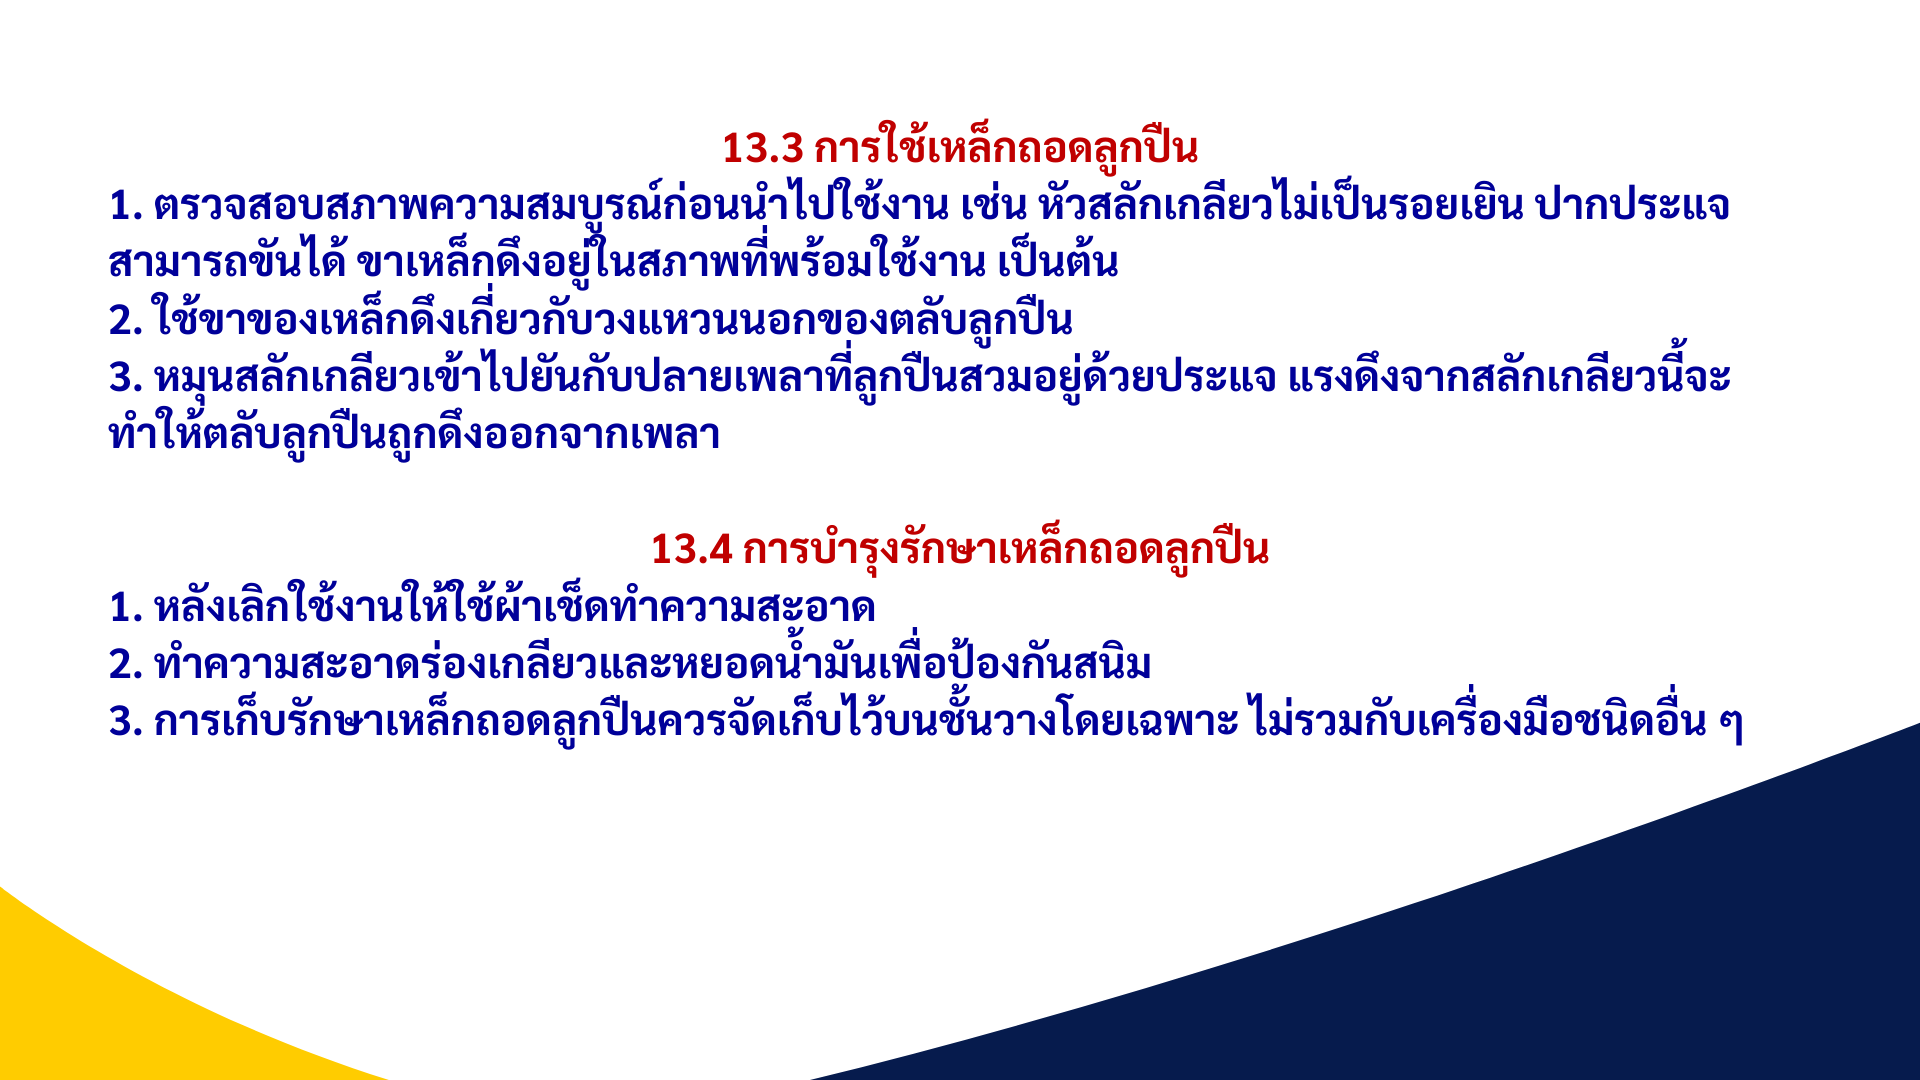 13.3 การใช้เหล็กถอดลูกปืน
1. ตรวจสอบสภาพความสมบูรณ์ก่อนนำไปใช้งาน เช่น หัวสลักเกลียวไม่เป็นรอยเยิน ปากประแจ
สามารถขันได้ ขาเหล็กดึงอยู่ในสภาพที่พร้อมใช้งาน เป็นต้น
2. ใช้ขาของเหล็กดึงเกี่ยวกับวงแหวนนอกของตลับลูกปืน
3. หมุนสลักเกลียวเข้าไปยันกับปลายเพลาที่ลูกปืนสวมอยู่ด้วยประแจ แรงดึงจากสลักเกลียวนี้จะ
ทำให้ตลับลูกปืนถูกดึงออกจากเพลา
13.4 การบำรุงรักษาเหล็กถอดลูกปืน
1. หลังเลิกใช้งานให้ใช้ผ้าเช็ดทำความสะอาด
2. ทำความสะอาดร่องเกลียวและหยอดน้ำมันเพื่อป้องกันสนิม
3. การเก็บรักษาเหล็กถอดลูกปืนควรจัดเก็บไว้บนชั้นวางโดยเฉพาะ ไม่รวมกับเครื่องมือชนิดอื่น ๆ